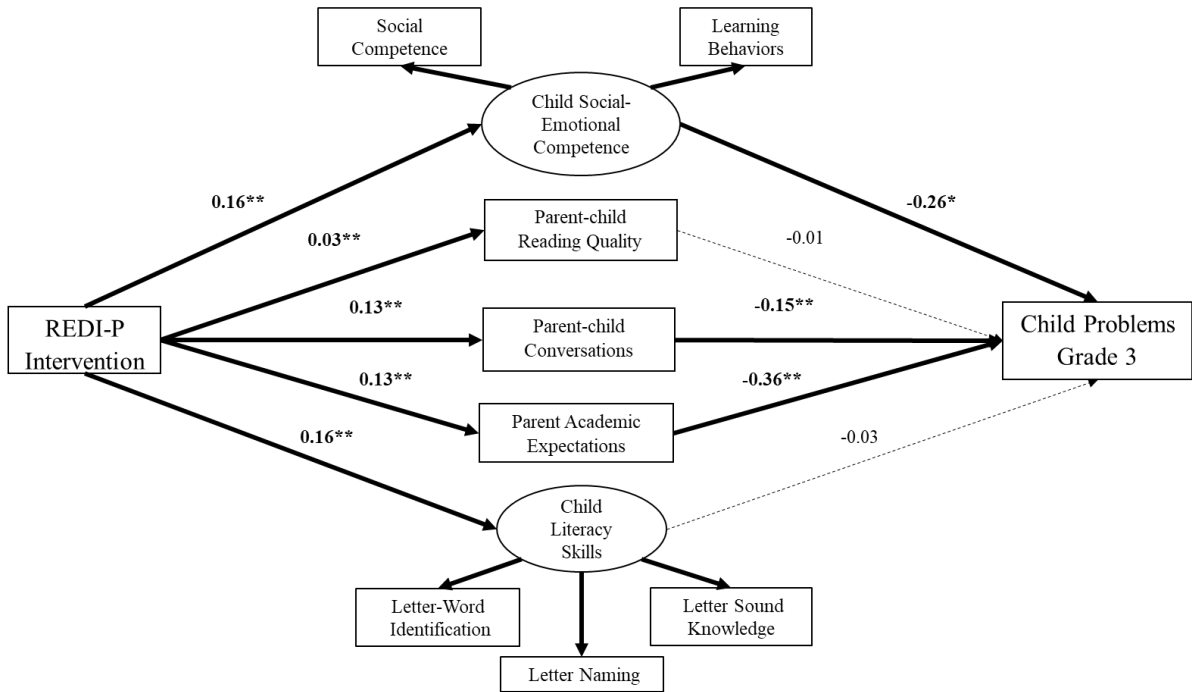 Social
Competence
Learning
Behaviors
Child Social-
Emotional
Competence
0.16**
-0.26*
0.03**
Parent-child
Reading Quality
-0.01
0.13**
-0.15**
REDI-P
Intervention
Parent-child
Conversations
Child Problems
Grade 3
0.13**
-0.36**
Parent Academic
Expectations
0.16**
-0.03
Child
Literacy
Skills
Letter-Word
Identification
Letter Sound
Knowledge
Letter Naming